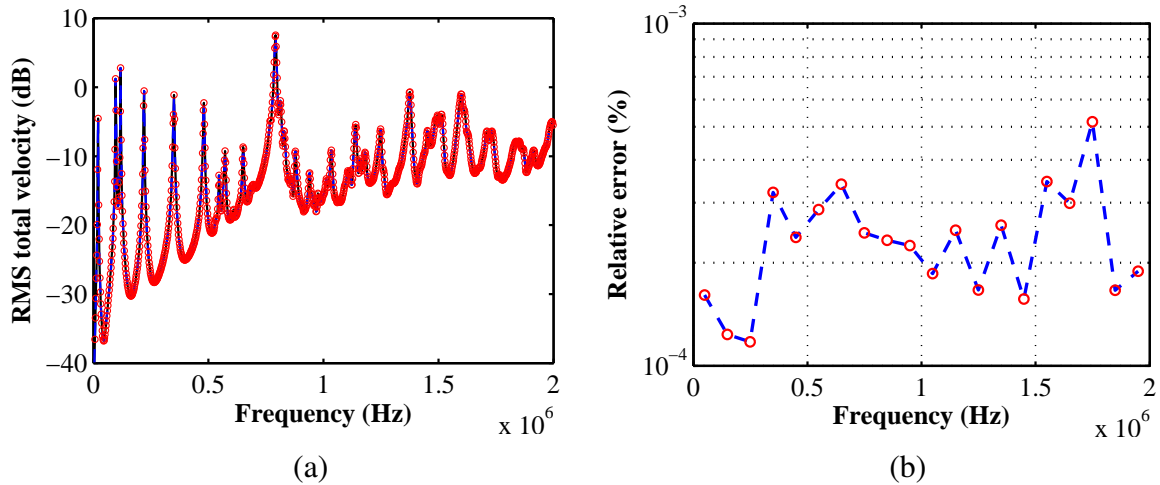 10
0
−10
−20
−30
−40
RMS total velocity (dB)
0
0.5
1
1.5
2
Frequency (Hz)
x 10^6
(a)
10^−3
10^−4
Relative error (%)
0
0.5
1
1.5
2
Frequency (Hz)
x 10^6
(b)